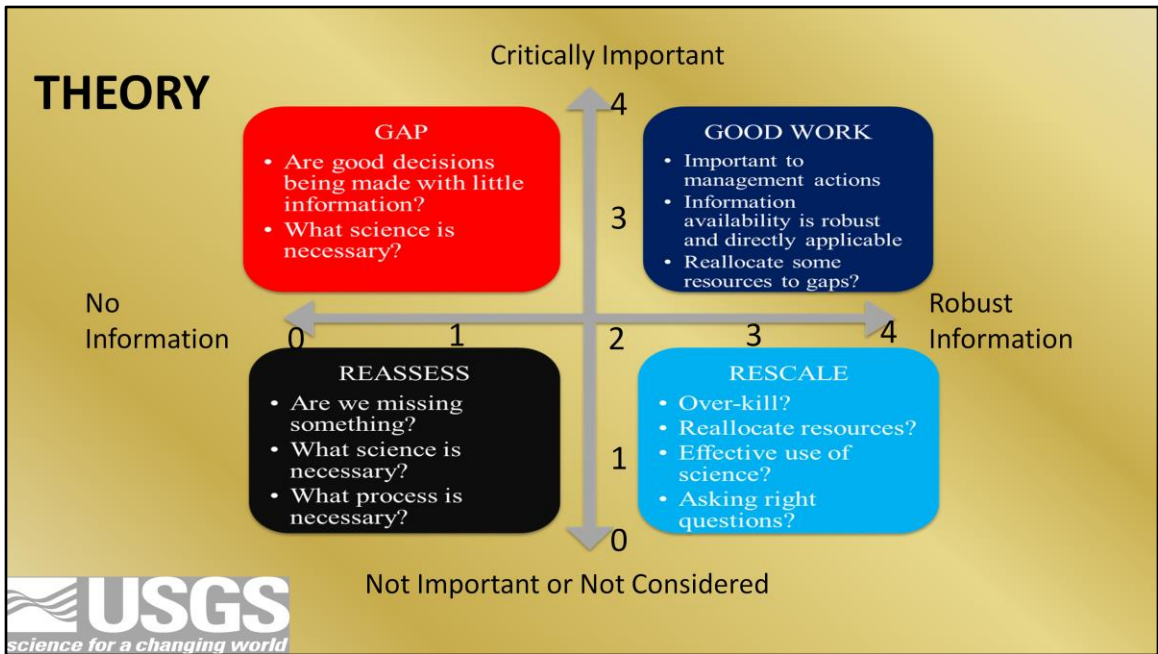 THEORY
Critically Important
4
GAP
• Are good decisions
being made with little
information?
• What science is
necessary?
GOOD WORK
• Important to
management actions
• Information
availability is robust
and directly applicable
• Reallocate some
resources to gaps?
3
No
Information
0 1 2 3 4
Robust
Information
REASSESS
• Are we missing
something?
• What science is
necessary?
• What process is
necessary?
RESCALE
• Over-kill?
• Reallocate resources?
• Effective use of
science?
• Asking right
questions?
1
0
Not Important or Not Considered
USGS
science for a changing world